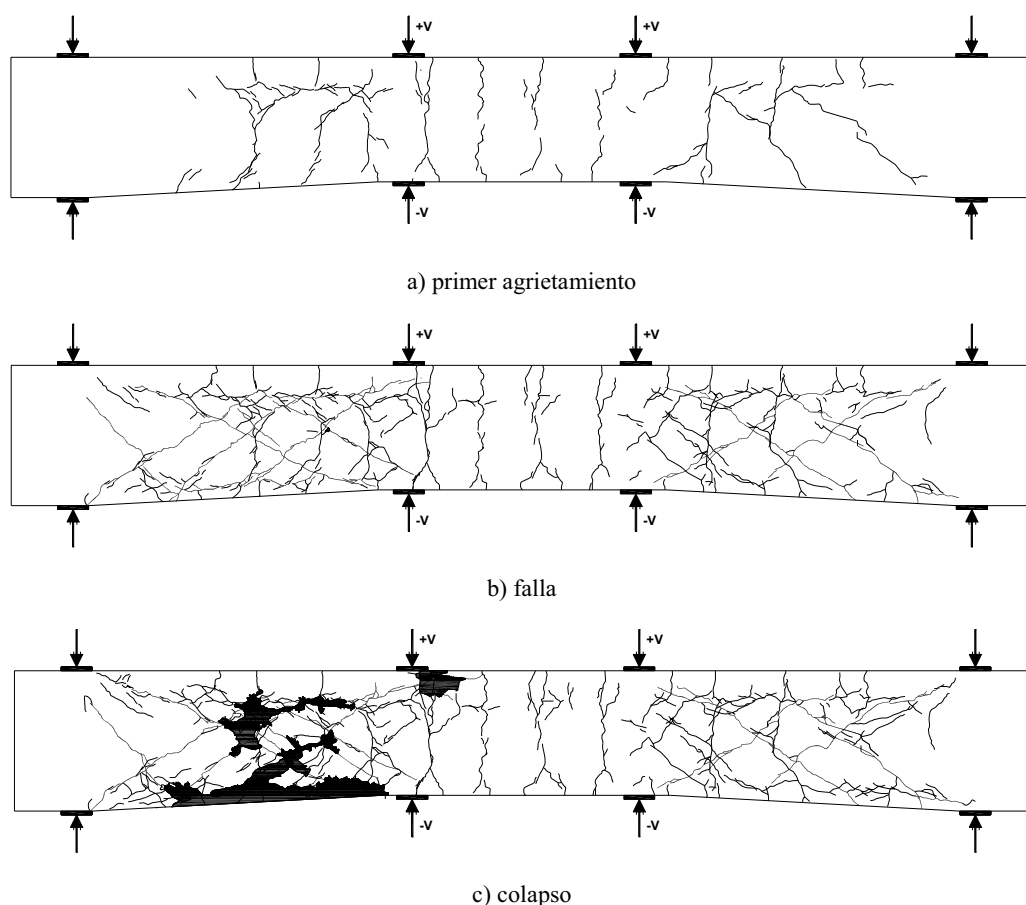 +V +V
-V -V
a) primer agrietamiento
+V +V
-V -V
b) falla
+V +V
-V -V
c) colapso